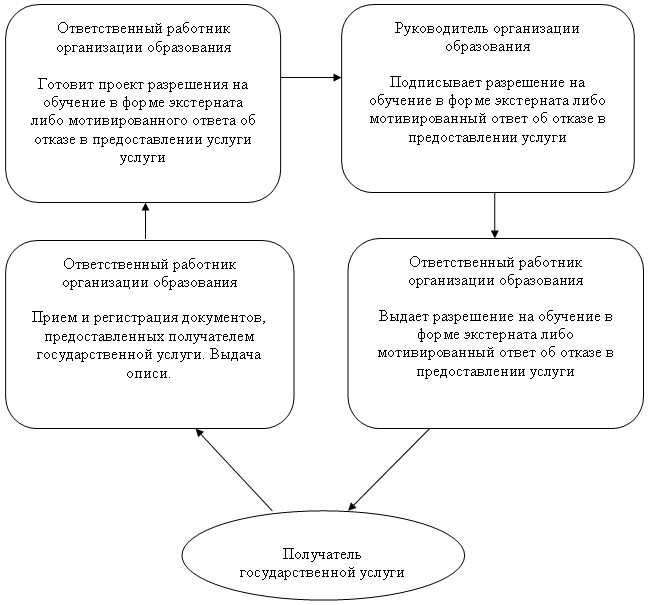 Ответственный работник
организации образования
Готовит проект разрешения на
обучение в форме экстерната
либо мотивированного ответа об
отказе в предоставлении услуги
услуги
Руководитель организации
образования
Подписывает разрешение на
обучение в форме экстерната либо
мотивированный ответ об отказе в
предоставлении услуги
Ответственный работник
организации образования
Прием и регистрация документов,
предоставленных получателем
государственной услуги. Выдача
описи.
Ответственный работник
организации образования
Выдает разрешение на обучение в
форме экстерната либо
мотивированный ответ об отказе в
предоставлении услуги
Получатель
государственной услуги